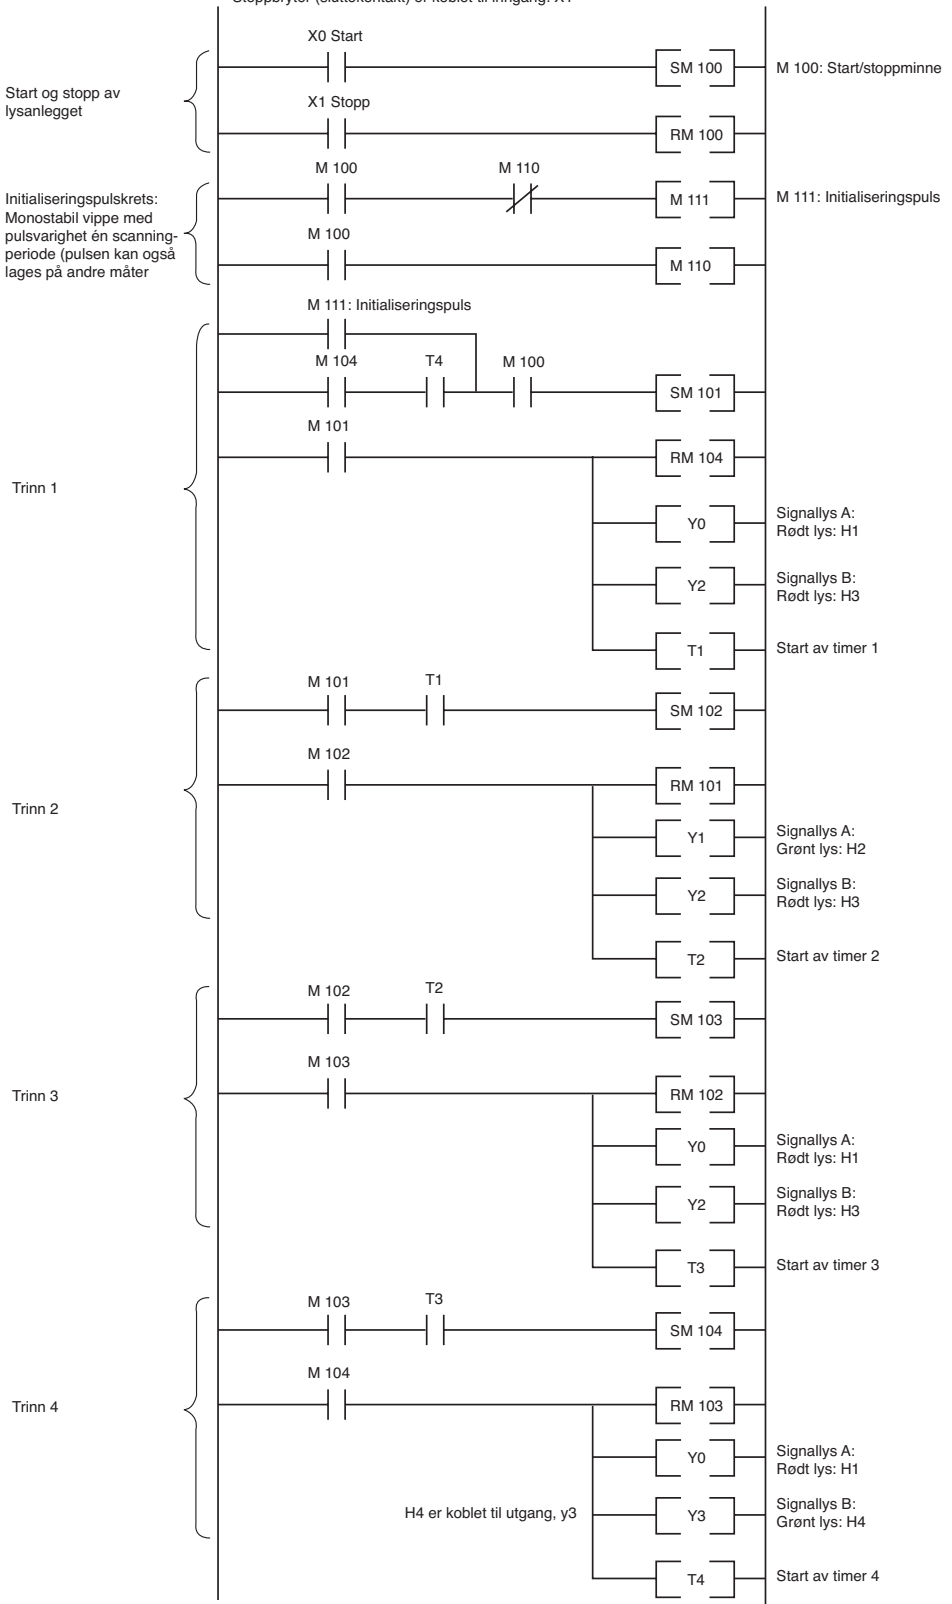 Stoppbryter (sluttekontakt) er koblet til inngang: X1
X0 Start
SM 100
M 100: Start/stoppminne
Start og stopp av
lysanlegget
X1 Stopp
RM 100
M 100
M 110
M 111
M 111: Initialiseringspuls
Initialiseringspulskrets:
Monostabil vippe med
pulsvarighet én scanning-
periode (pulsen kan også
lages på andre måter
M 100
M 110
M 111: Initialiseringspuls
M 104
T4
M 100
SM 101
M 101
RM 104
Trinn 1
Y0
Signallys A:
Rødt lys: H1
Y2
Signallys B:
Rødt lys: H3
T1
Start av timer 1
M 101
T1
SM 102
M 102
RM 101
Trinn 2
Y1
Signallys A:
Grønt lys: H2
Y2
Signallys B:
Rødt lys: H3
T2
Start av timer 2
M 102
T2
SM 103
M 103
RM 102
Trinn 3
Y0
Signallys A:
Rødt lys: H1
Y2
Signallys B:
Rødt lys: H3
T3
Start av timer 3
M 103
T3
SM 104
M 104
RM 103
Trinn 4
Y0
Signallys A:
Rødt lys: H1
H4 er koblet til utgang, y3
Y3
Signallys B:
Grønt lys: H4
T4
Start av timer 4